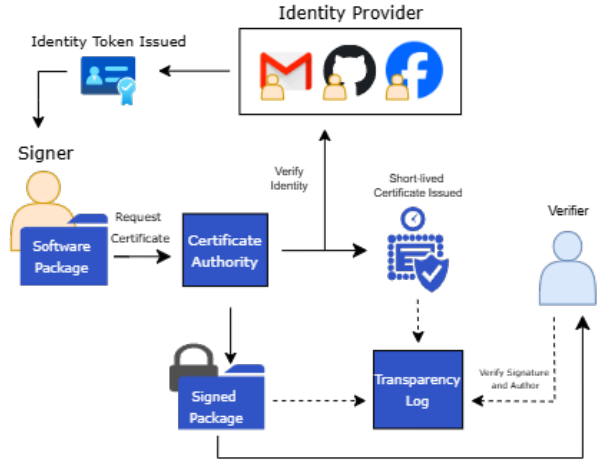 Identity Provider
Identity Token Issued
Signer
Verify
Identity
Short-lived
Certificate Issued
Verifier
Request
Certificate
Software
Package
Certificate
Authority
Signed
Package
Transparency
Log
Verify Signature
and Author